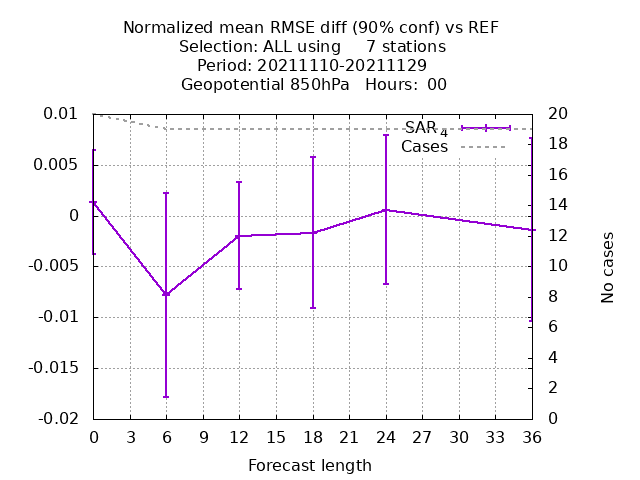 Normalized mean RMSE diff (90% conf) vs REF
Selection: ALL using     7 stations
Period: 20211110-20211129
Geopotential 850hPa   Hours:  00
0.01
0.005
0
-0.005
-0.01
-0.015
-0.02
SAR4
Cases
20
18
16
14
12
10
8
6
4
2
0
No cases
0 3 6 9 12 15 18 21 24 27 30 33 36
Forecast length